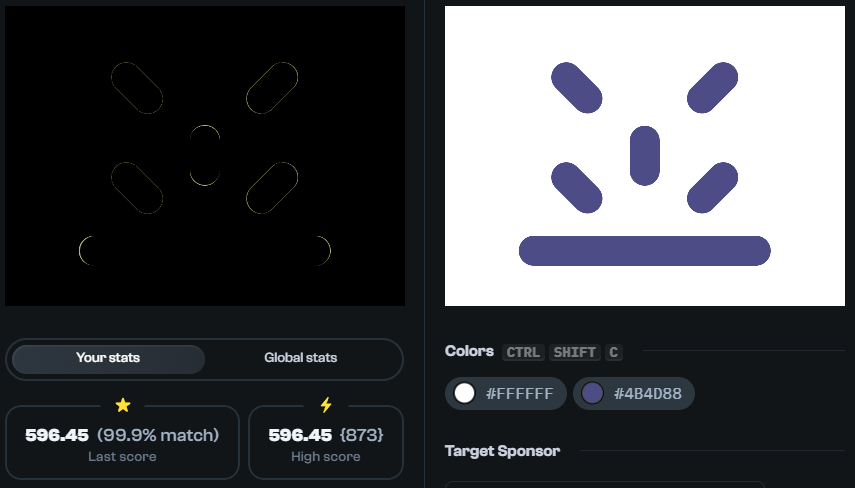 Your stats
Global stats
596.45 (99.9% match)
Last score
596.45 {873}
High score
Colors CTRL SHIFT C
#FFFFFF
#4B4D88
Target Sponsor